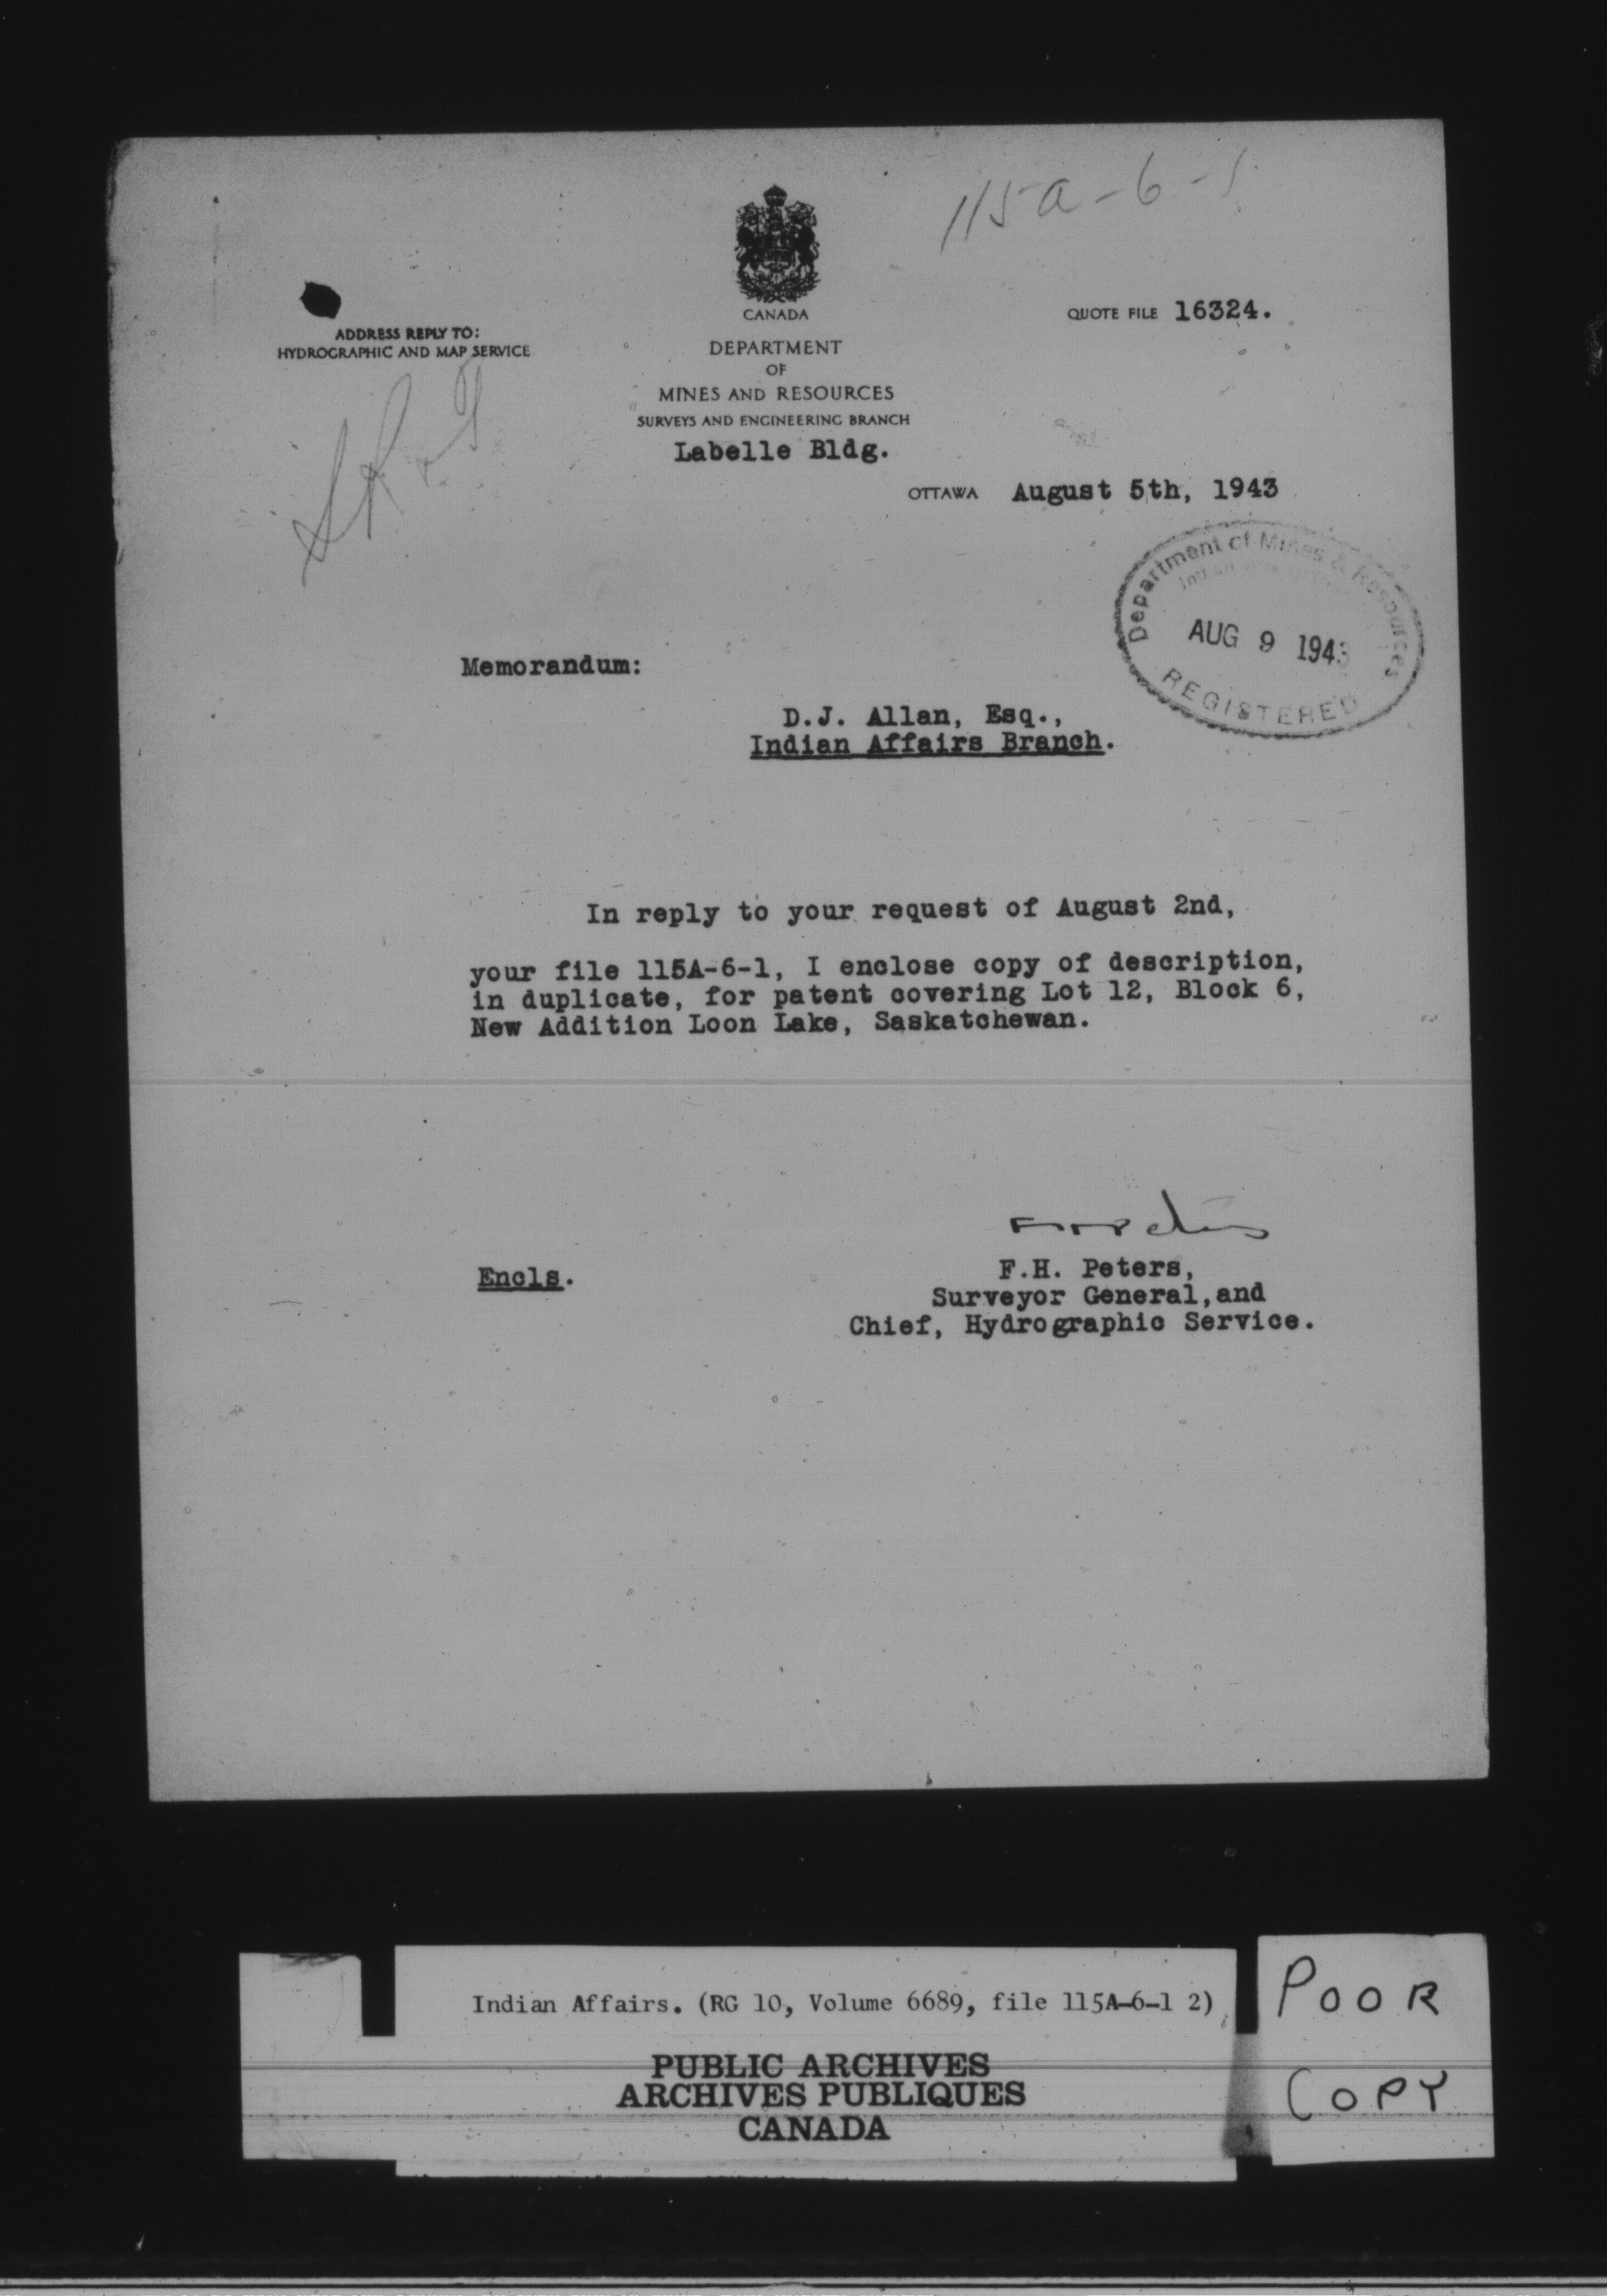 115a-6-1
CANADA
QUOTE FILE 16324.
ADDRESS REPLY TO:
HYDROGRAPHIC AND MAP SERVICE
DEPARTMENT
OF
MINES AND RESOURCES
SURVEYS AND ENGINEERING BRANCH
Labelle Bldg.
OTTAWA August 5th, 1943
Department of Mines & Resources
Indian
AUG 9 1943
REGISTERED
Memorandum:
D.J. Allan, Esq.,
Indian Affairs Branch.
In reply to your request of August 2nd,
your file 115A-6-1, I enclose copy of description,
in duplicate, for patent covering Lot 12, Block 6,
New Addition Loon Lake, Saskatchewan.
Encls.
F.H. Peters,
Surveyor General,and
Chief, Hydrographic Service.
Indian Affairs. (RG 10, Volume 6689, file 115A-6-1 2)
PUBLIC ARCHIVES
ARCHIVES PUBLIQUES
CANADA
POOR
COPY